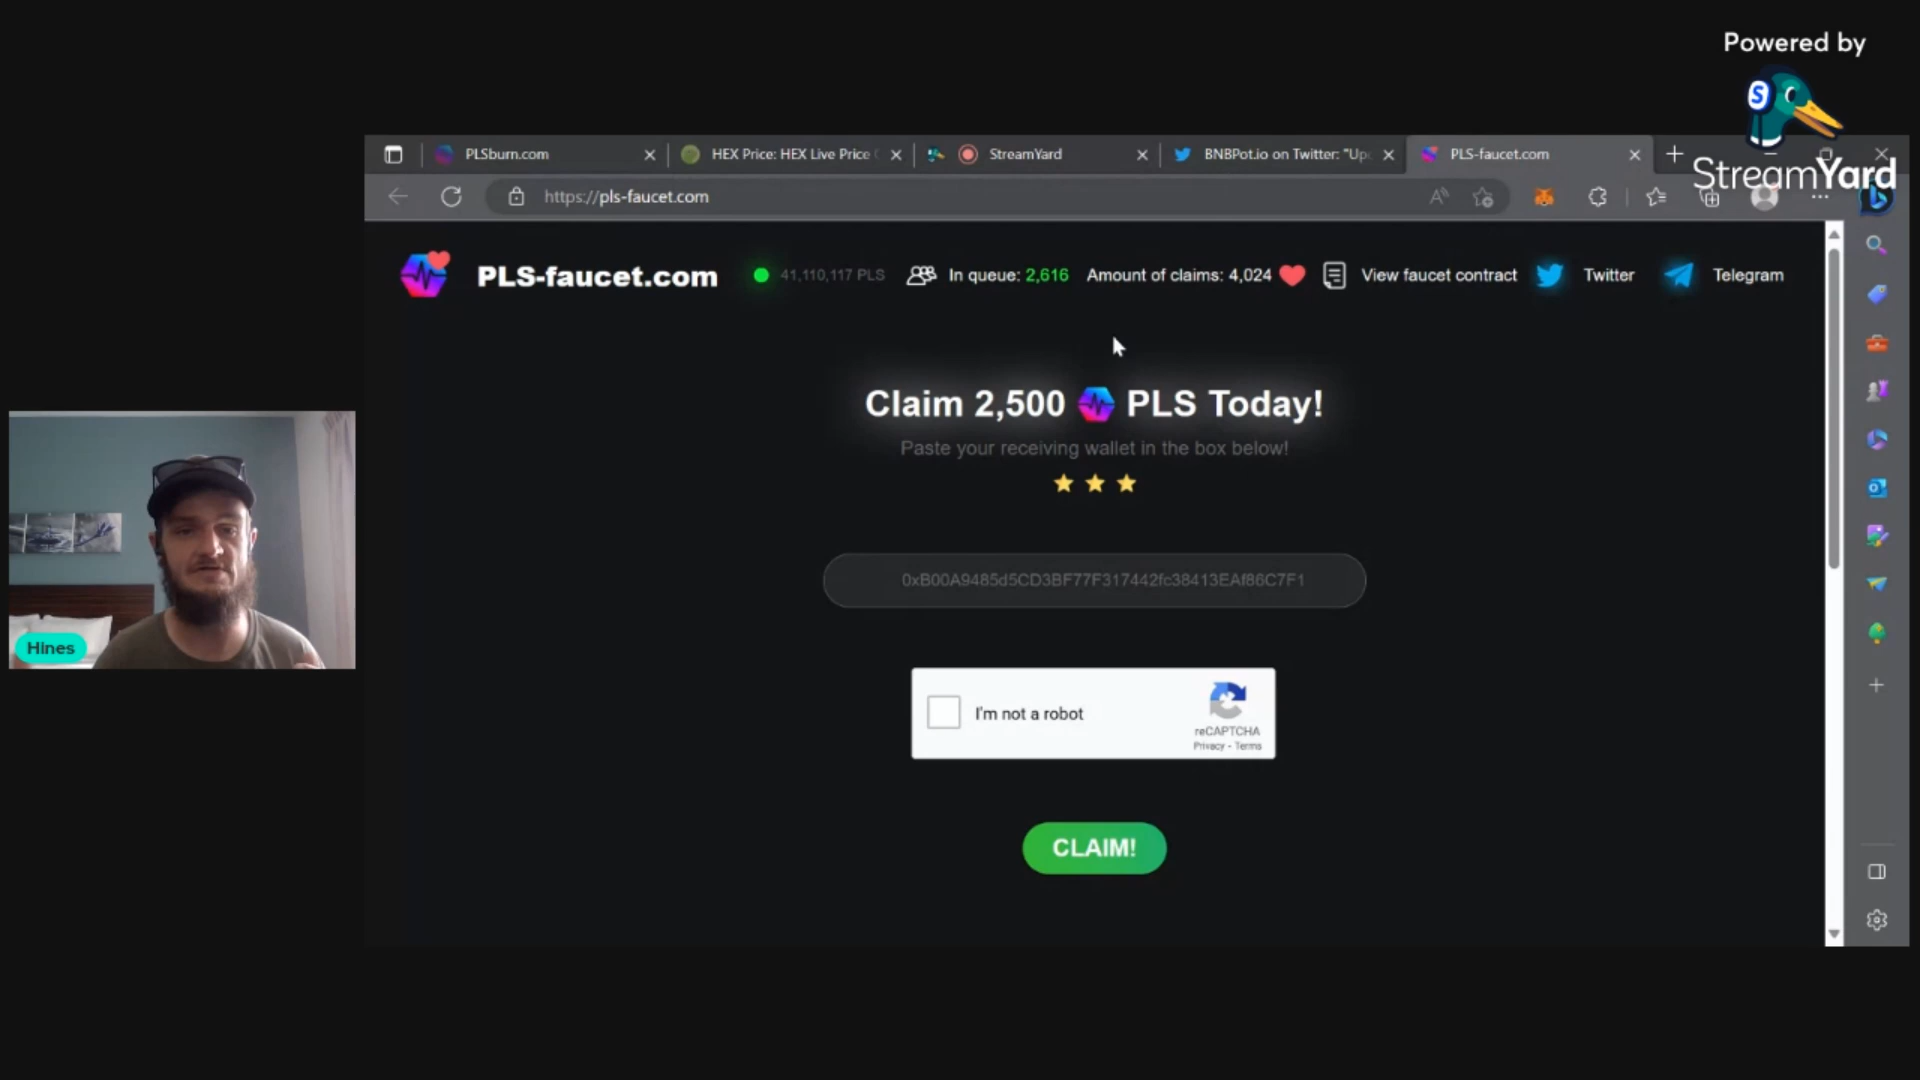 Powered by
StreamYard
PLSburn.com
HEX Price: HEX Live Price
StreamYard
BNBPot.io on Twitter: "Up
PLS-faucet.com
https://pls-faucet.com
PLS-faucet.com
41,110,117 PLS
In queue: 2,616
Amount of claims: 4,024
View faucet contract
Twitter
Telegram
Claim 2,500 PLS Today!
Paste your receiving wallet in the box below!
0xB00A9485d5CD3BF77F317442fc38413EAf86C7F1
I'm not a robot
reCAPTCHA
Privacy - Terms
CLAIM!
Hines